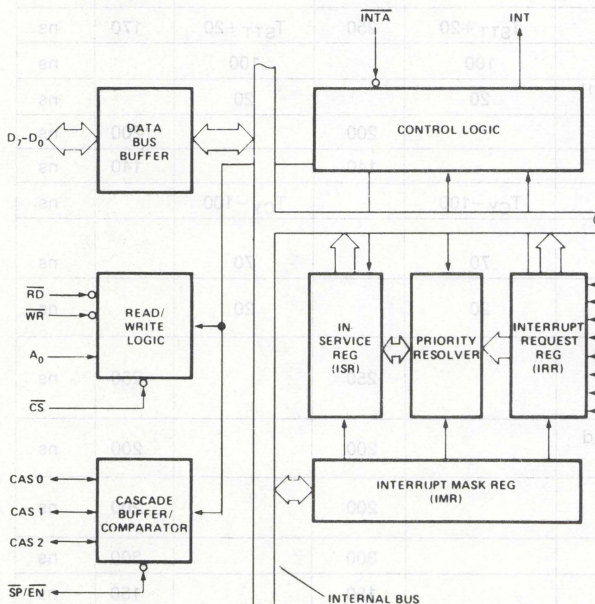 INTA
INT
D7-D0
DATA
BUS
BUFFER
CONTROL LOGIC
RD
WR
READ/
WRITE
LOGIC
A0
CS
IN-
SERVICE
REG
(ISR)
PRIORITY
RESOLVER
INTERRUPT
REQUEST
REG
(IRR)
CAS 0
CAS 1
CAS 2
CASCADE
BUFFER/
COMPARATOR
SP/EN
INTERRUPT MASK REG
(IMR)
INTERNAL BUS